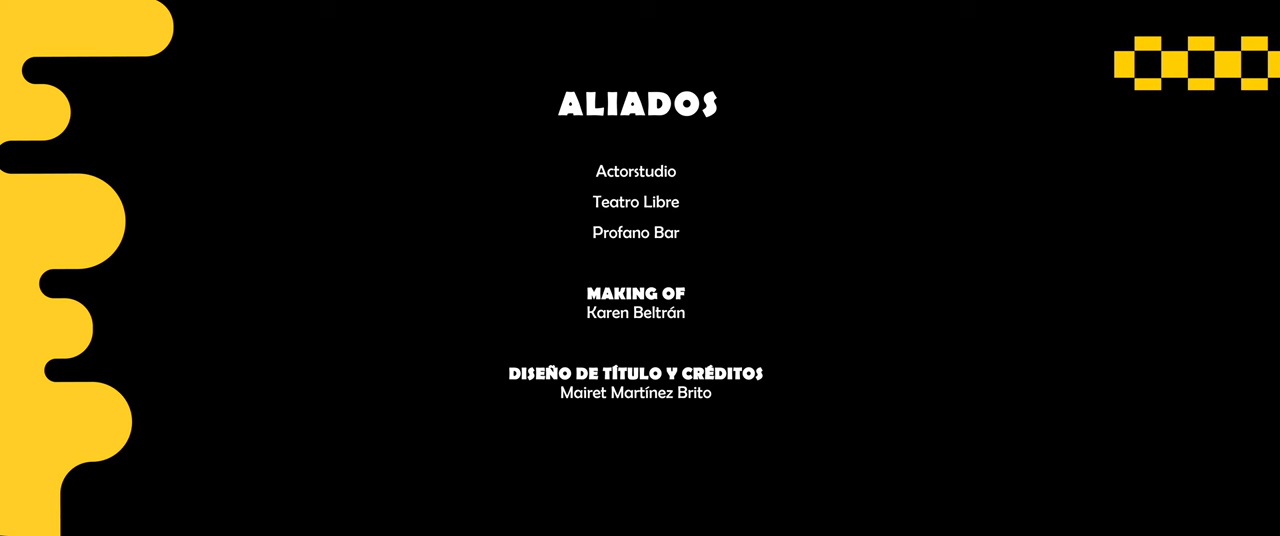 ALIADOS
Actorstudio
Teatro Libre
Profano Bar
MAKING OF
Karen Beltrán
DISEÑO DE TÍTULO Y CRÉDITOS
Mairet Martínez Brito